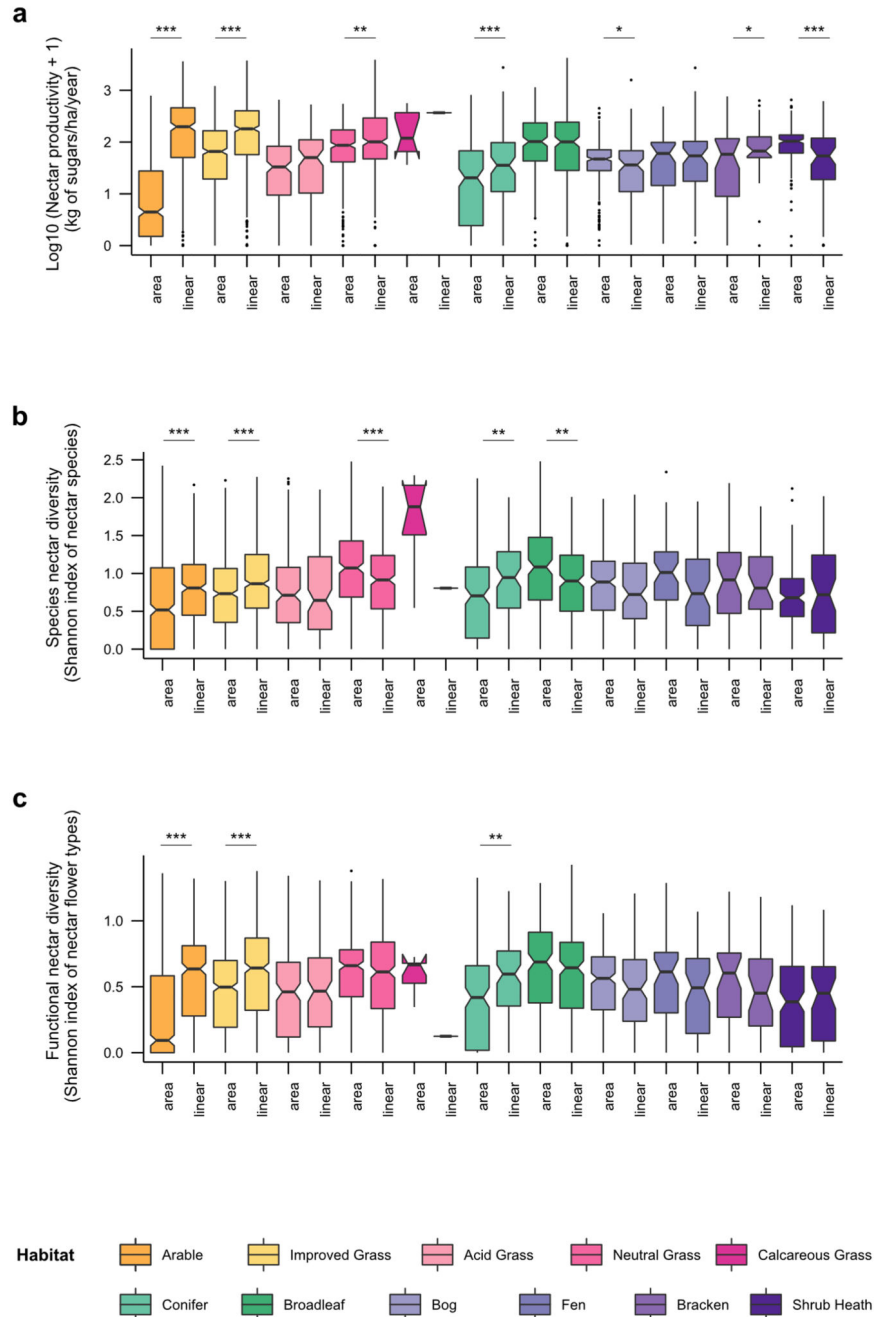 a
*** *** ** *** * * ***
Log10 (Nectar productivity + 1)
(kg of sugars/ha/year)
3
2
1
0
area linear area linear area linear area linear area linear area linear area linear area linear area linear area linear area linear
b
*** *** *** ** **
Species nectar diversity
(Shannon index of nectar species)
2.5
2.0
1.5
1.0
0.5
0.0
area linear area linear area linear area linear area linear area linear area linear area linear area linear area linear area linear
c
*** *** **
Functional nectar diversity
(Shannon index of nectar flower types)
1.0
0.5
0.0
area linear area linear area linear area linear area linear area linear area linear area linear area linear area linear area linear
Habitat Arable Improved Grass Acid Grass Neutral Grass Calcareous Grass
Conifer Broadleaf Bog Fen Bracken Shrub Heath